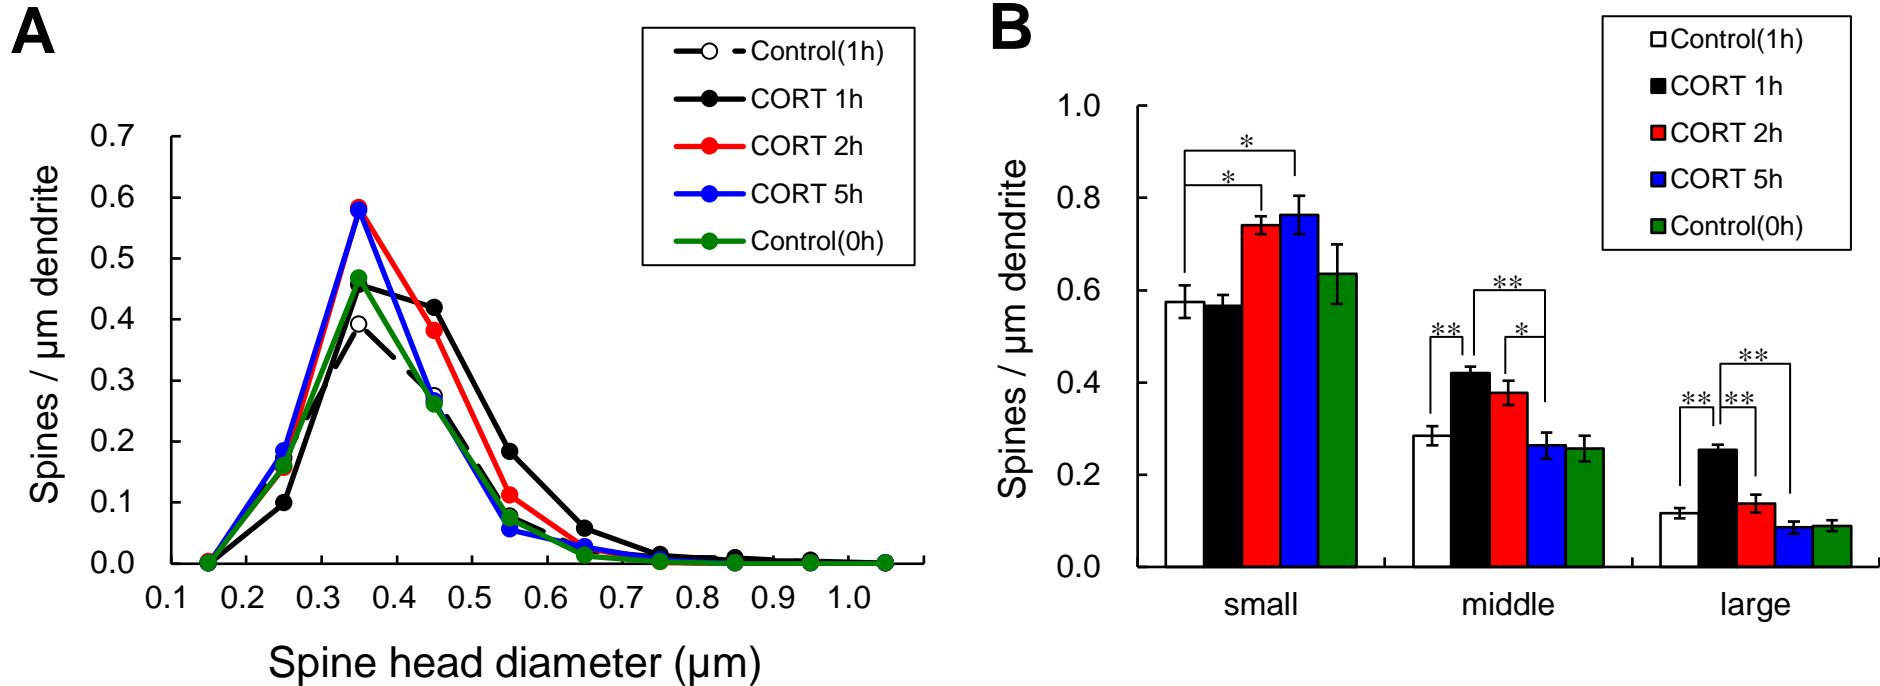 A
Control(1h)
CORT 1h
CORT 2h
CORT 5h
Control(0h)
Spines / µm dendrite
0.7
0.6
0.5
0.4
0.3
0.2
0.1
0.0
0.1 0.2 0.3 0.4 0.5 0.6 0.7 0.8 0.9 1.0
Spine head diameter (µm)
B
Control(1h)
CORT 1h
CORT 2h
CORT 5h
Control(0h)
Spines / µm dendrite
1.0
0.8
0.6
0.4
0.2
0.0
*
*
**
** *
**
** **
small middle large